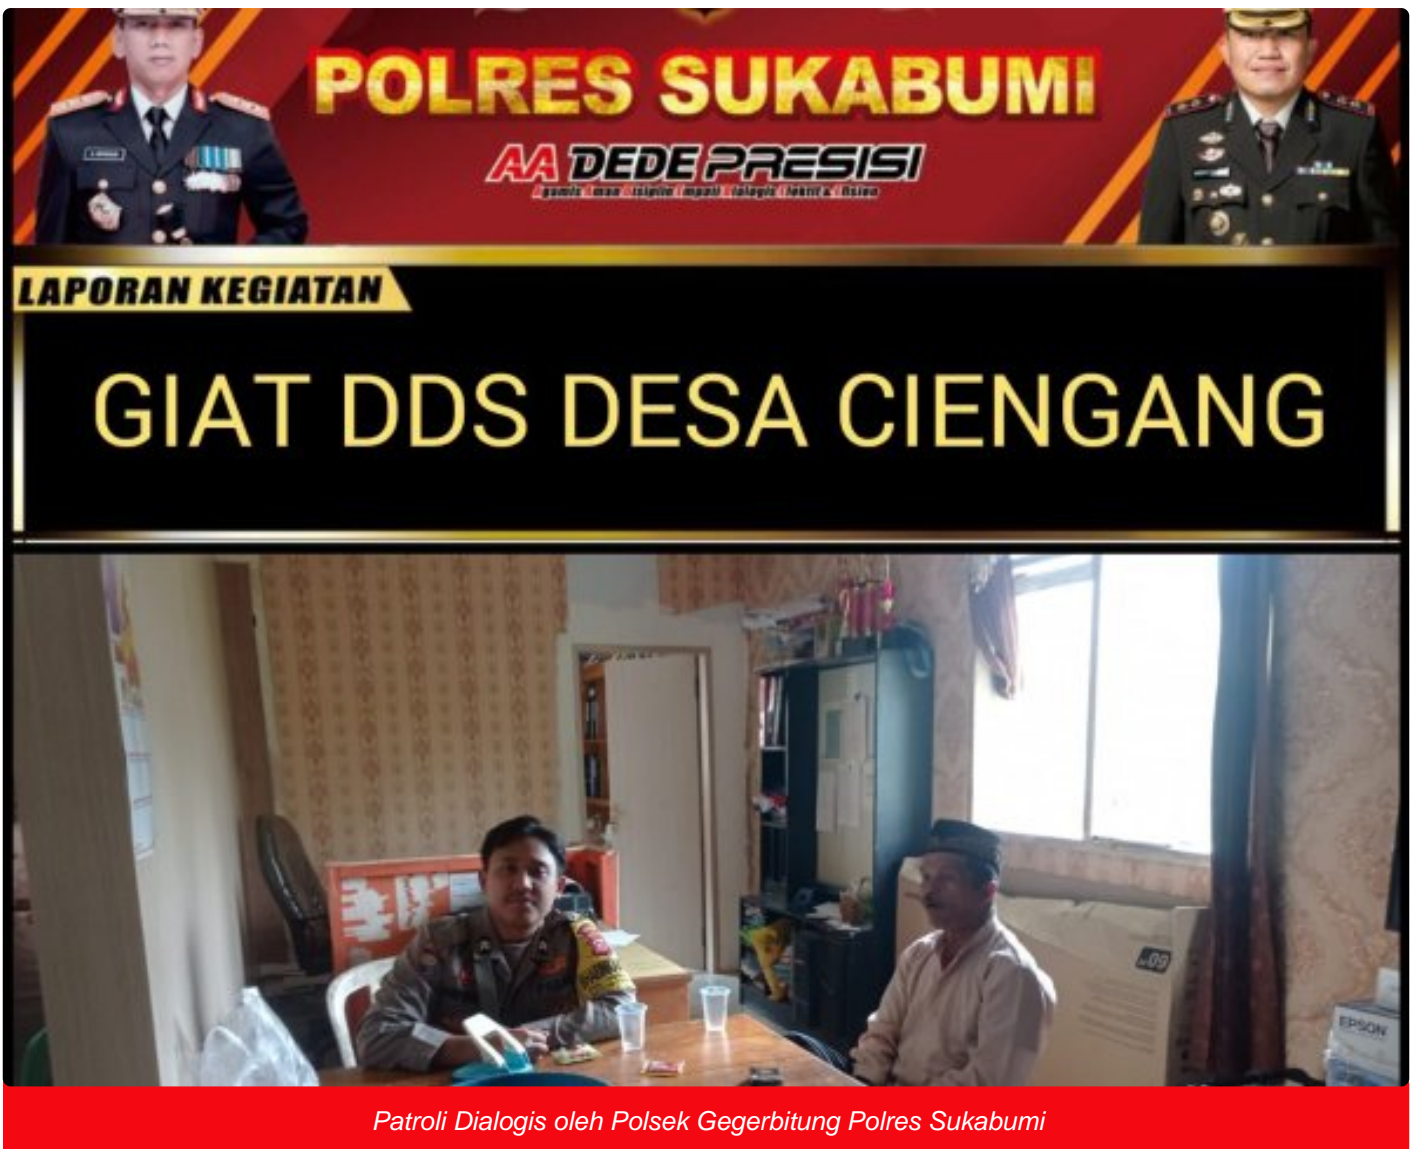 POLRES SUKABUMI
AA DEDE PRESISI
LAPORAN KEGIATAN
GIAT DDS DESA CIENGANG
09
EPSON
Patroli Dialogis oleh Polsek Gegerbitung Polres Sukabumi